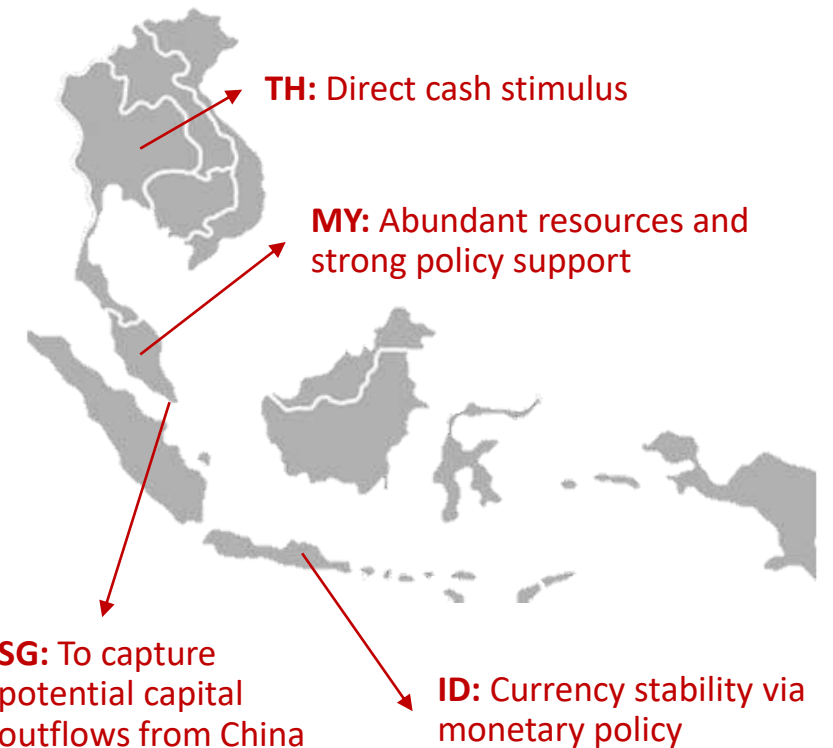 TH: Direct cash stimulus
MY: Abundant resources and
strong policy support
SG: To capture
potential capital
outflows from China
ID: Currency stability via
monetary policy